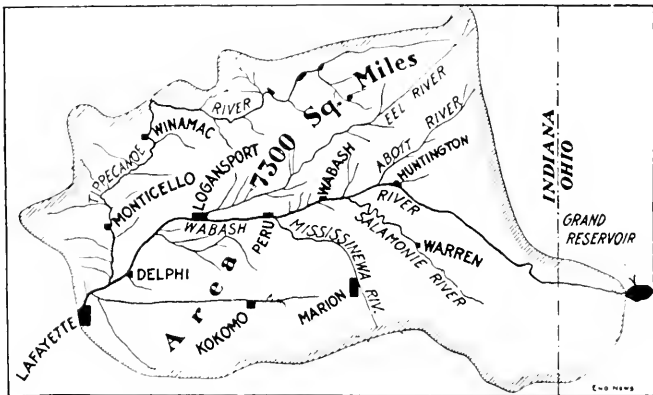 Area 7300 Sq. Miles
TIPPECANOE RIVER
WINAMAC
MONTICELLO
LOGANSPORT
EEL RIVER
ABOTT RIVER
WABASH
HUNTINGTON
WABASH RIVER
PERU
MISSISSINEWA RIV.
SALAMONIE RIVER
WARREN
DELPHI
KOKOMO
MARION
LAFAYETTE
INDIANA
OHIO
GRAND
RESERVOIR
ENG NEWS